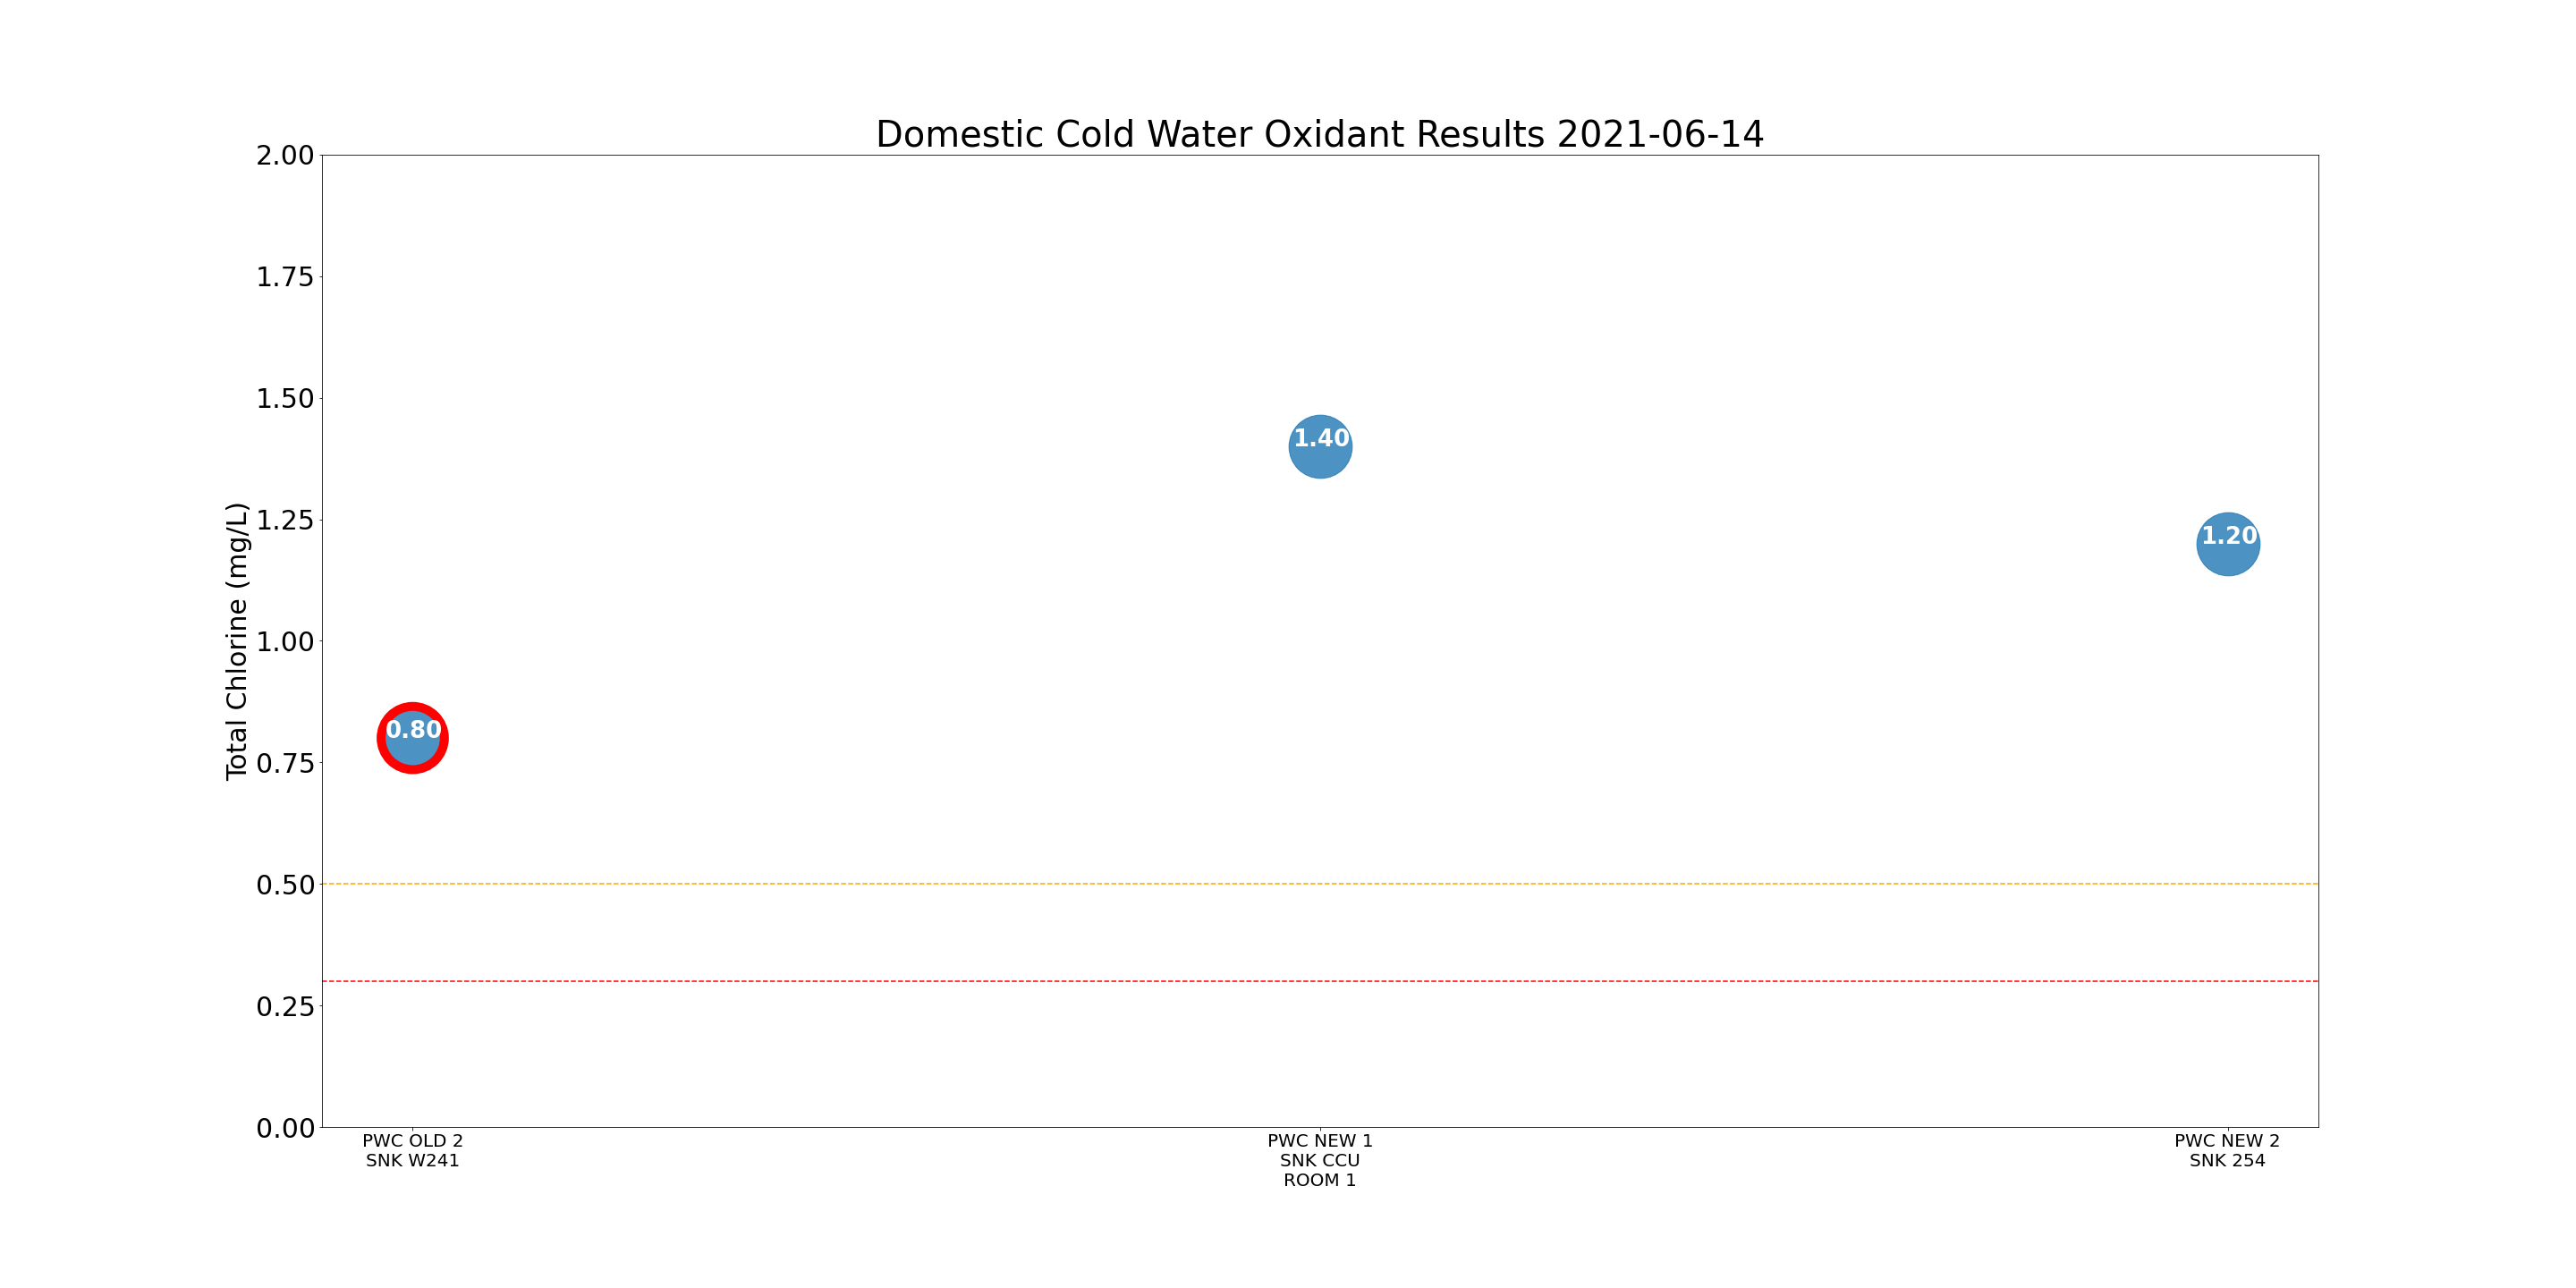 Domestic Cold Water Oxidant Results 2021-06-14
Total Chlorine (mg/L)
2.00
1.75
1.50
1.25
1.00
0.75
0.50
0.25
0.00
0.80
1.40
1.20
PWC OLD 2
SNK W241
PWC NEW 1
SNK CCU
ROOM 1
PWC NEW 2
SNK 254